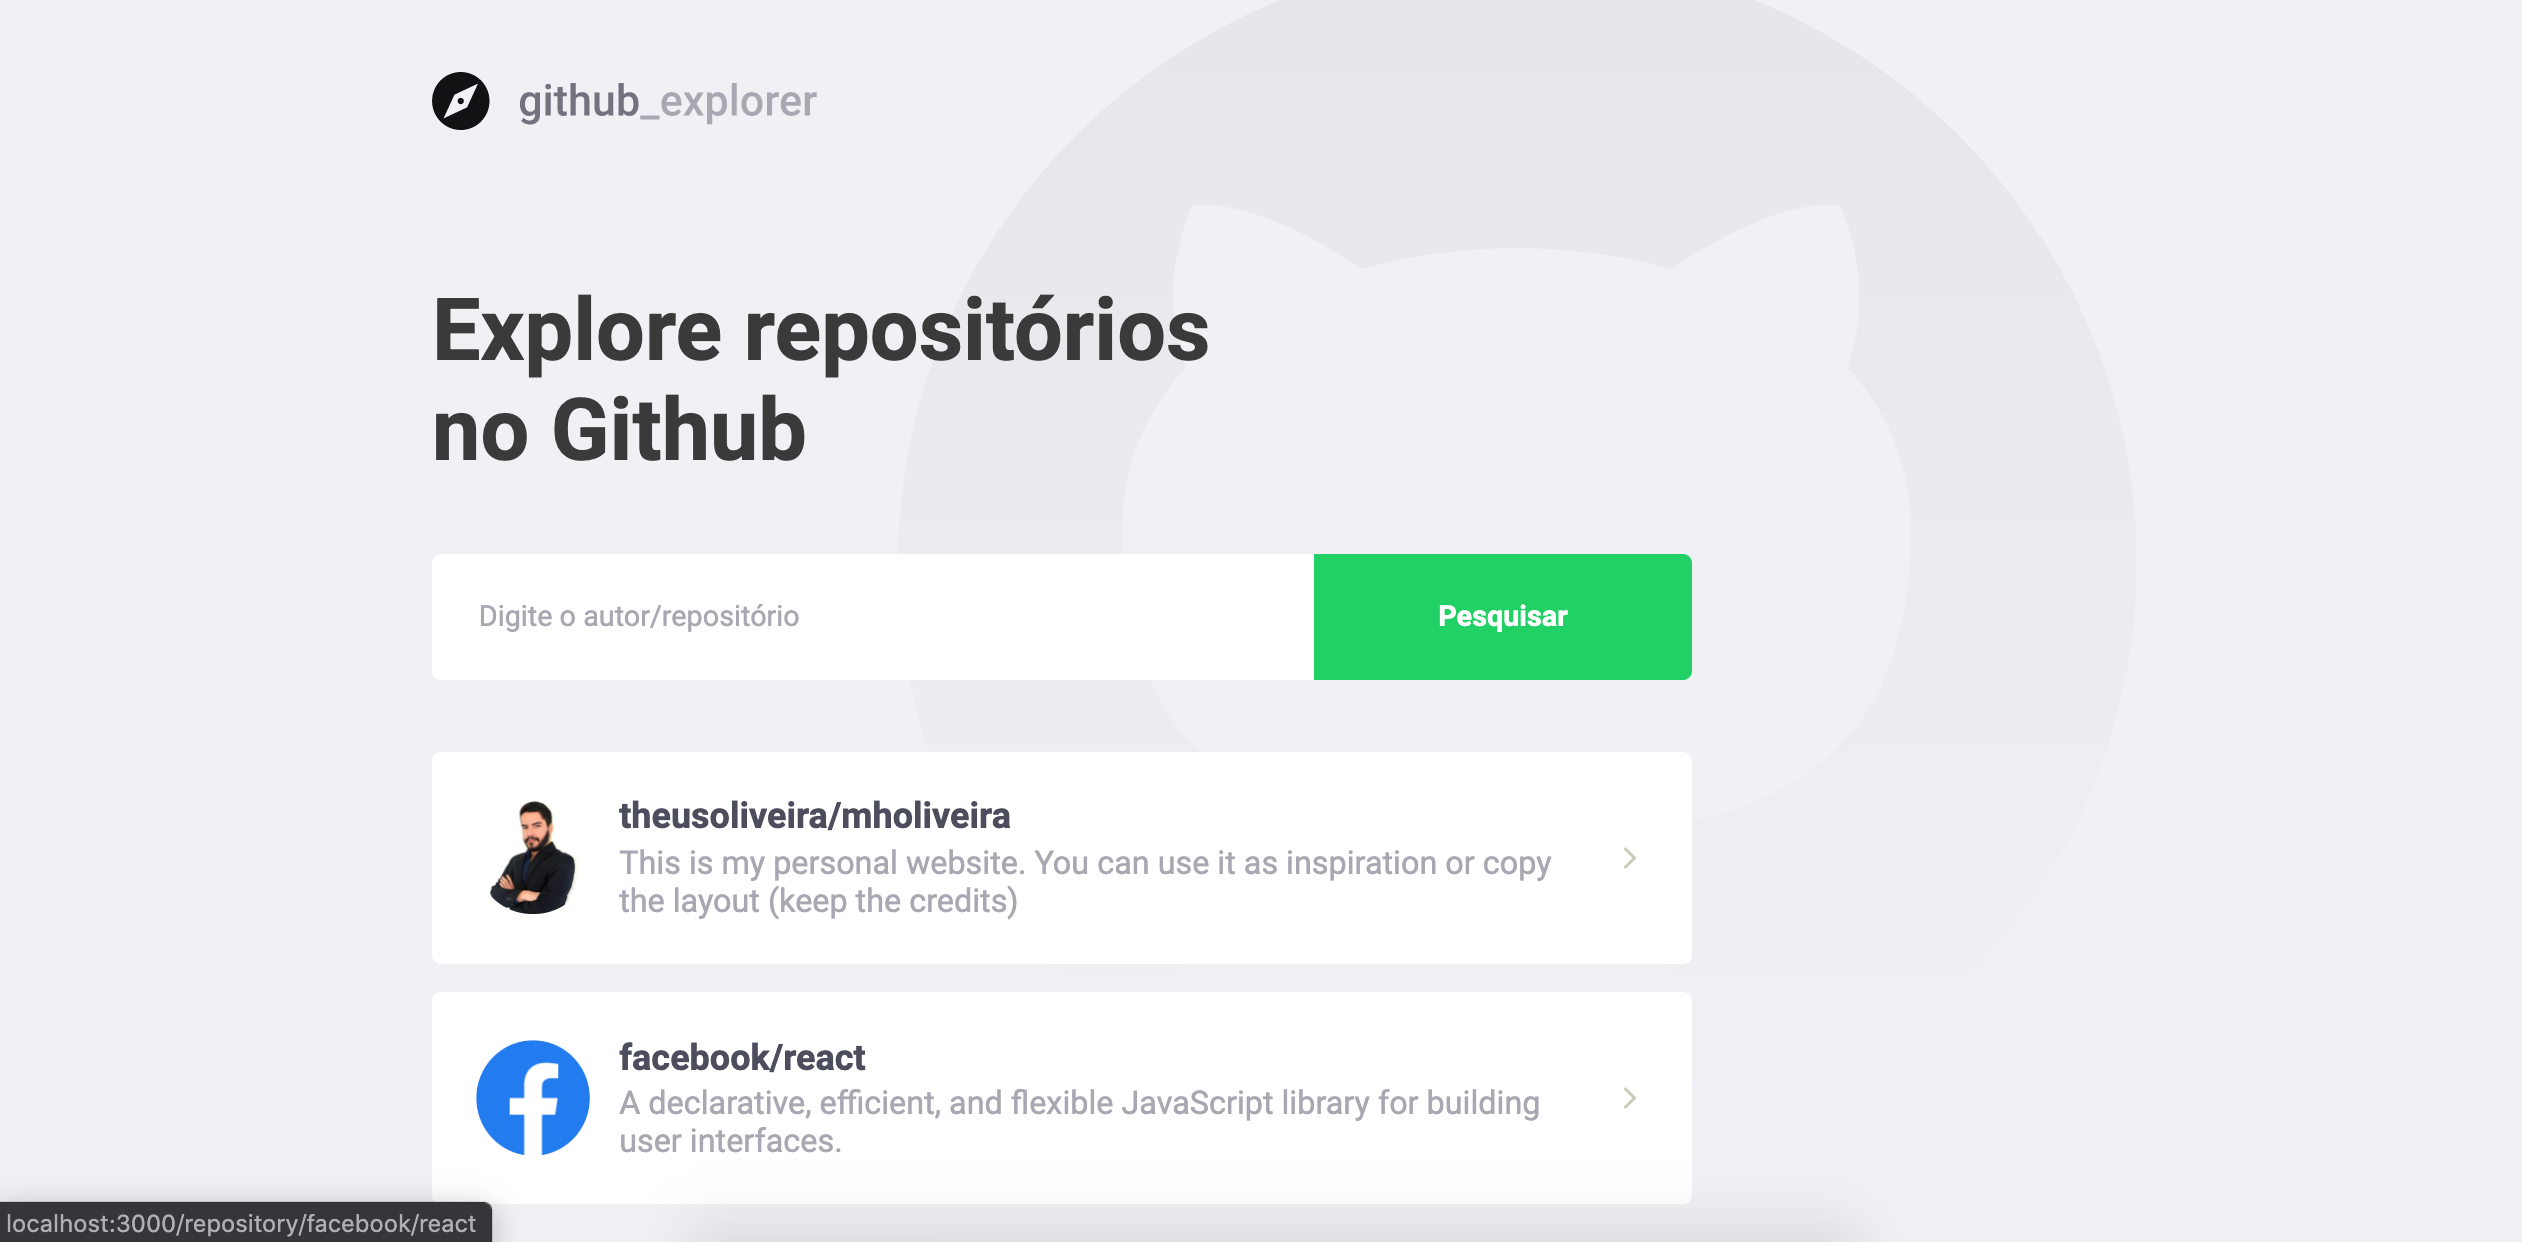 github_explorer
Explore repositórios
no Github
Digite o autor/repositório
Pesquisar
theusoliveira/mholiveira
This is my personal website. You can use it as inspiration or copy
the layout (keep the credits)
facebook/react
A declarative, efficient, and flexible JavaScript library for building
user interfaces.
localhost:3000/repository/facebook/react